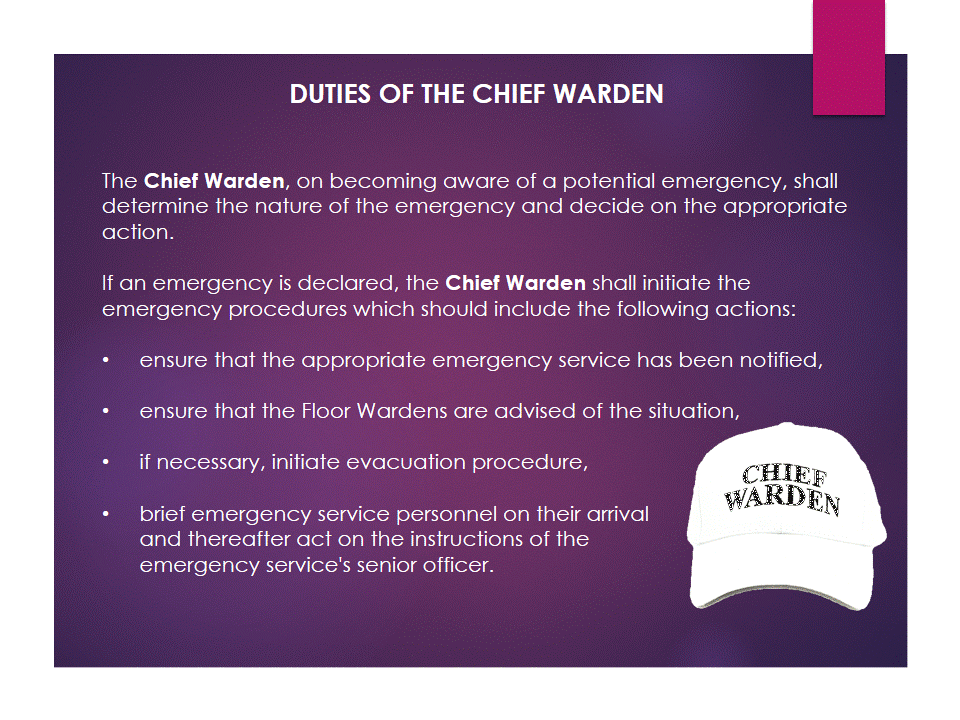 DUTIES OF THE CHIEF WARDEN
The Chief Warden, on becoming aware of a potential emergency, shall
determine the nature of the emergency and decide on the appropriate
action.
If an emergency is declared, the Chief Warden shall initiate the
emergency procedures which should include the following actions:
• ensure that the appropriate emergency service has been notified,
• ensure that the Floor Wardens are advised of the situation,
• if necessary, initiate evacuation procedure,
• brief emergency service personnel on their arrival
and thereafter act on the instructions of the
emergency service's senior officer.
CHIEF
WARDEN